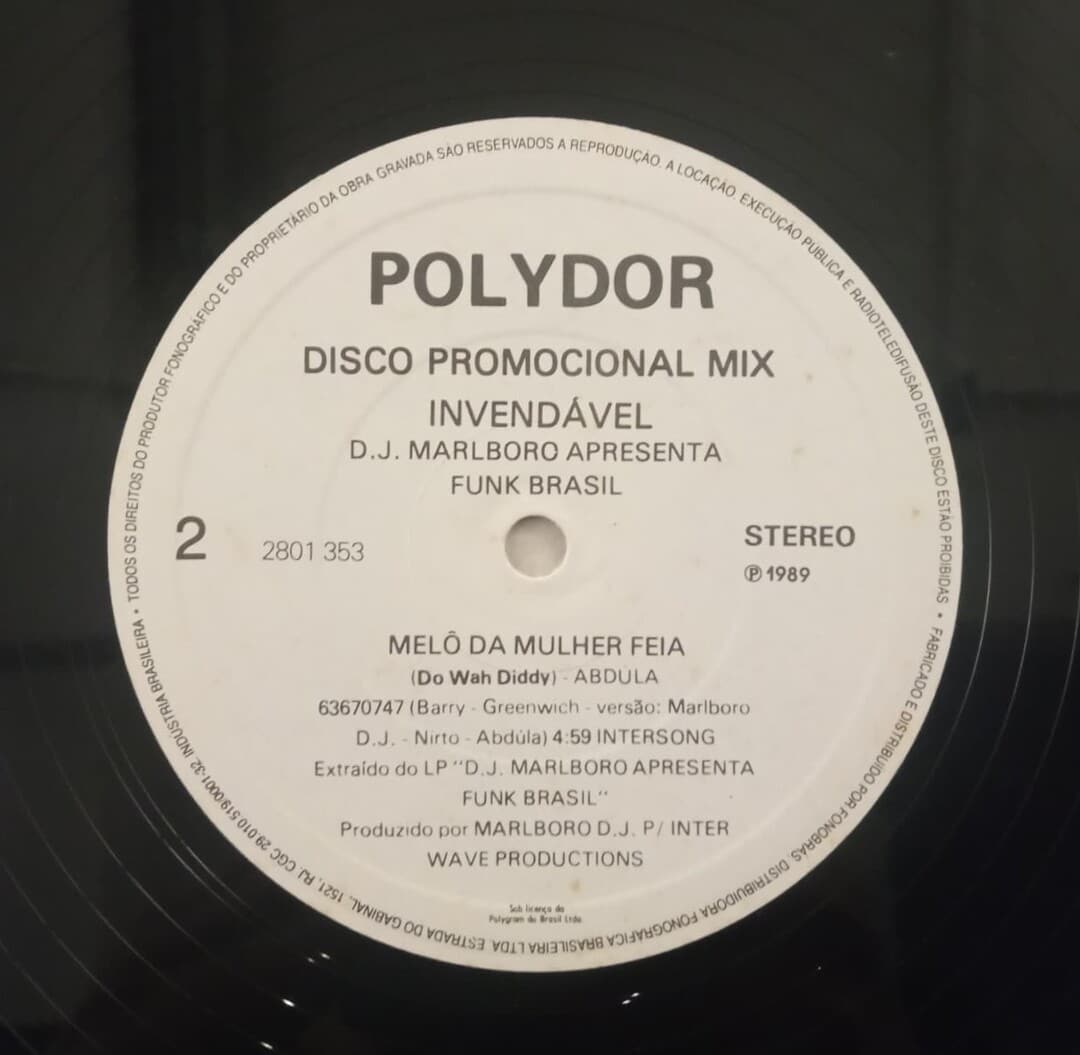 TODOS OS DIREITOS DO PRODUTOR FONOGRÁFICO E DO PROPRIETÁRIO DA OBRA GRAVADA SÃO RESERVADOS A REPRODUÇÃO. A LOCAÇÃO. EXECUÇÃO PUBLICA E RADIOTELEDIFUSÃO DESTE DISCO ESTÃO PROIBIDAS • FABRICADO E DISTRIBUIDO POR FONOBRAS, DISTRIBUIDORA FONOGRAFICA BRASILEIRA LTDA. ESTRADA DO GABINAL, 1521, RJ. CGC 29 010 519/0001-32 INDÚSTRIA BRASILEIRA •
POLYDOR
DISCO PROMOCIONAL MIX
INVENDÁVEL
D.J. MARLBORO APRESENTA
FUNK BRASIL
2
2801 353
STEREO
℗ 1989
MELÔ DA MULHER FEIA
(Do Wah Diddy) - ABDULA
63670747 (Barry - Greenwich - versão: Marlboro
D.J. - Nirto - Abdúla) 4:59 INTERSONG
Extraído do LP "D.J. MARLBORO APRESENTA
FUNK BRASIL"
Produzido por MARLBORO D.J. P/ INTER
WAVE PRODUCTIONS
Sob licença da
Polygram do Brasil Ltda